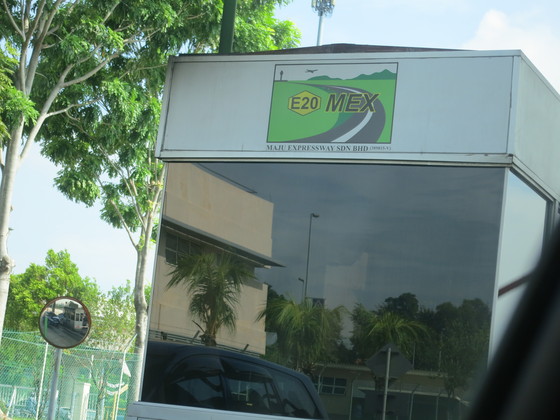 E20 MEX
MAJU EXPRESSWAY SDN BHD